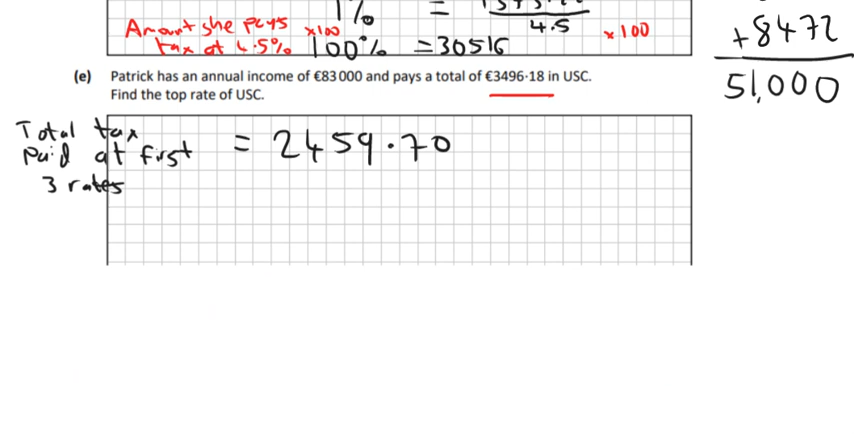 1% = 
4.5
Amount she pays x100
tax at 4.5% 100% = 30516 x100
+8472
51,000
(e) Patrick has an annual income of €83 000 and pays a total of €3496·18 in USC.
Find the top rate of USC.
Total tax
Paid at first = 2459.70
3 rates